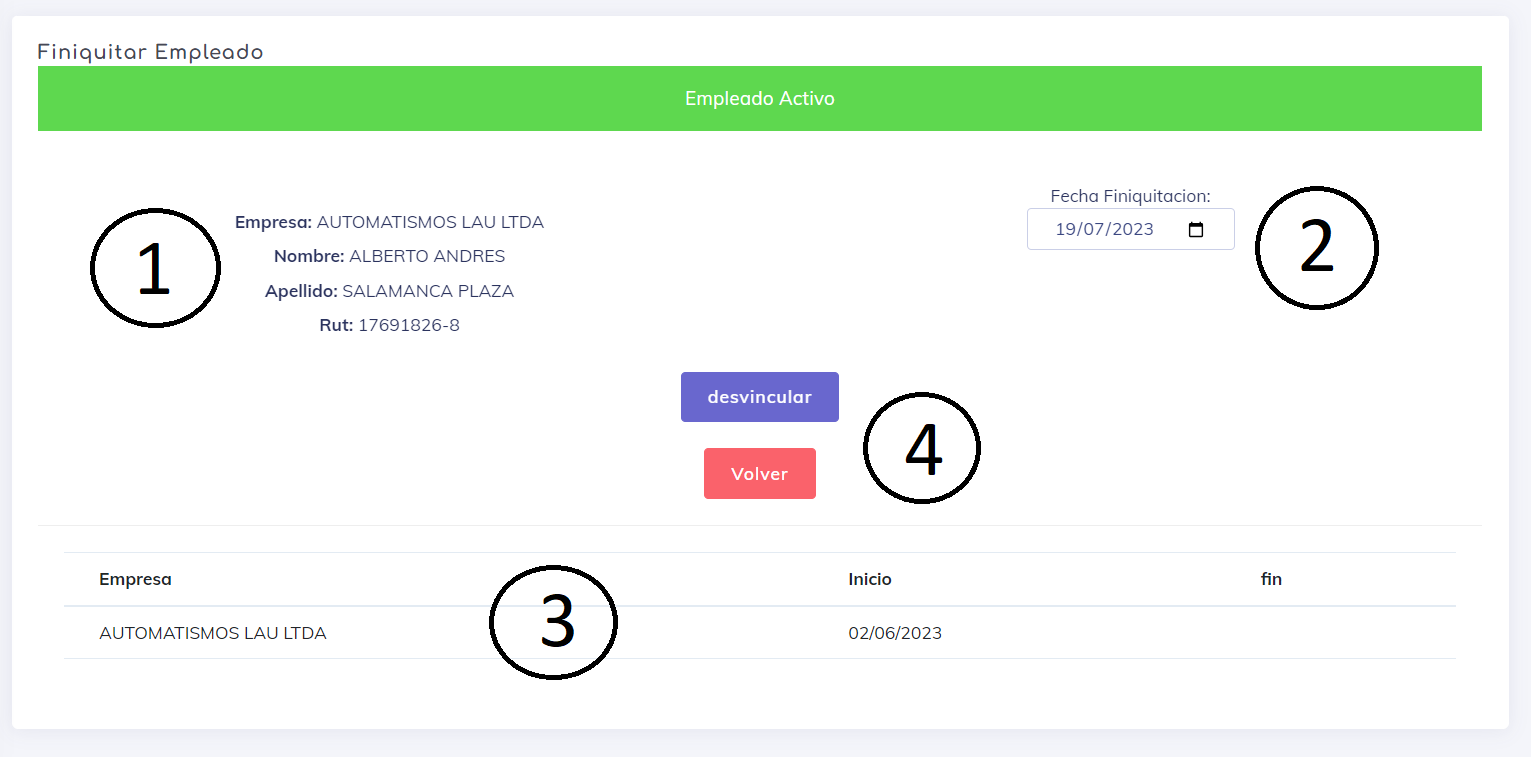 Finiquitar Empleado
Empleado Activo
1
Empresa: AUTOMATISMOS LAU LTDA
Nombre: ALBERTO ANDRES
Apellido: SALAMANCA PLAZA
Rut: 17691826-8
Fecha Finiquitacion:
19/07/2023
2
desvincular
Volver
4
Empresa Inicio fin
3
AUTOMATISMOS LAU LTDA 02/06/2023